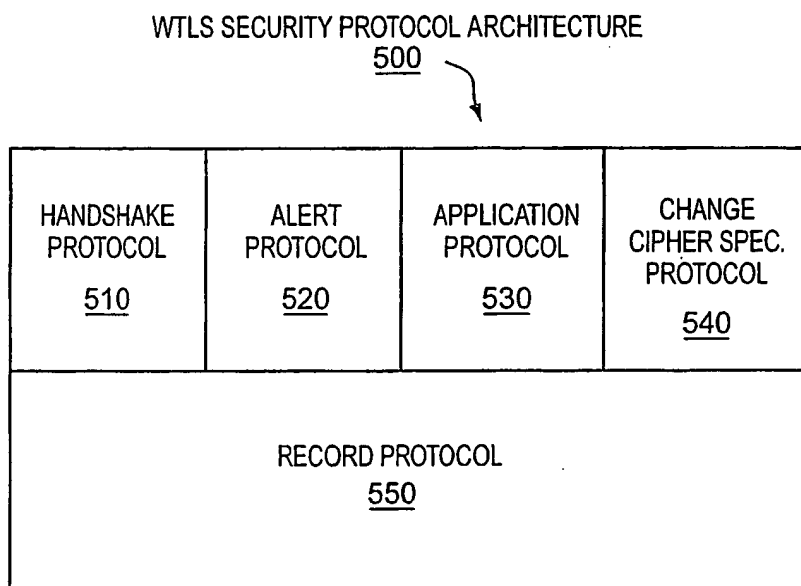 WTLS SECURITY PROTOCOL ARCHITECTURE
500
HANDSHAKE
PROTOCOL
510
ALERT
PROTOCOL
520
APPLICATION
PROTOCOL
530
CHANGE
CIPHER SPEC.
PROTOCOL
540
RECORD PROTOCOL
550